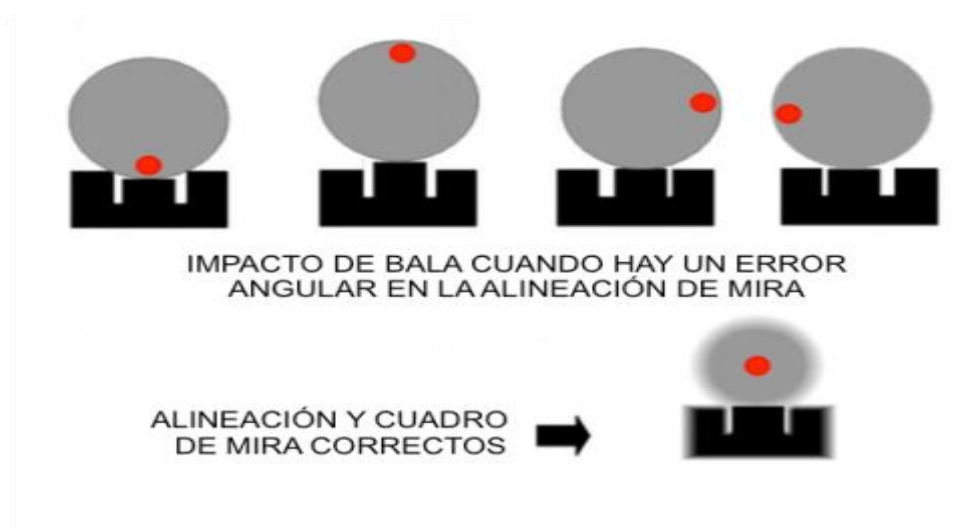 IMPACTO DE BALA CUANDO HAY UN ERROR
ANGULAR EN LA ALINEACIÓN DE MIRA
ALINEACIÓN Y CUADRO
DE MIRA CORRECTOS